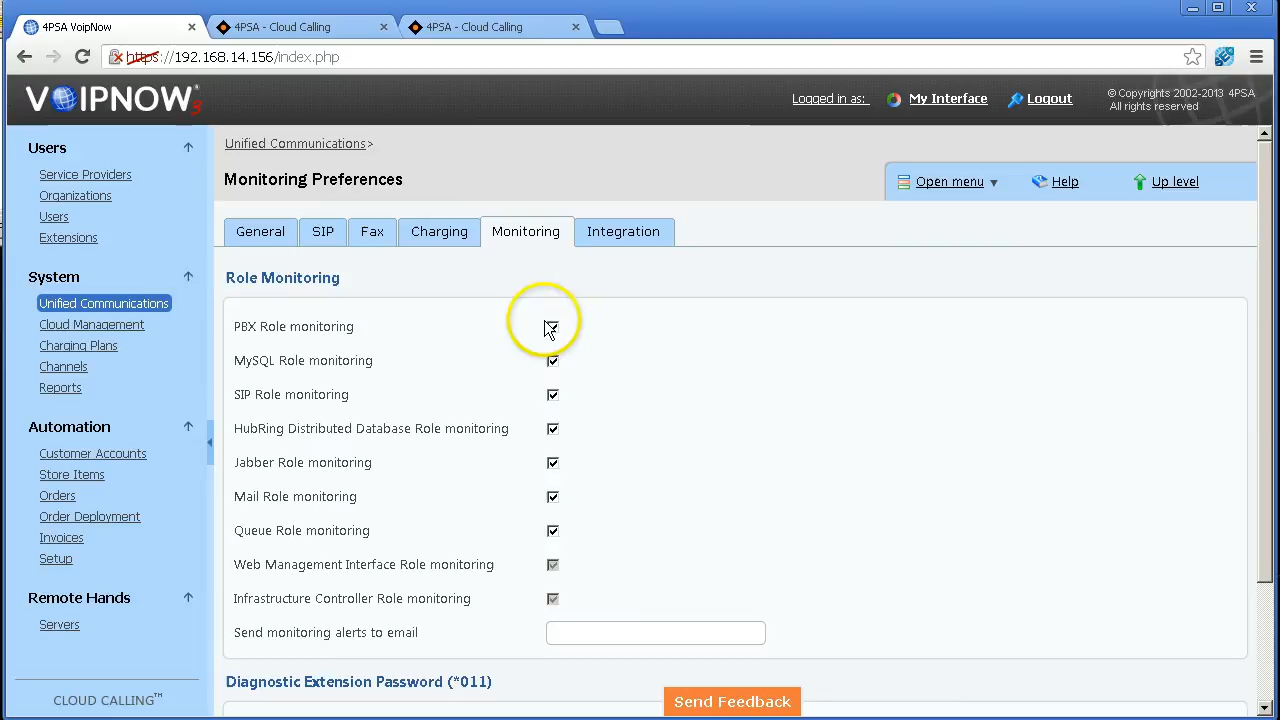 4PSA VoipNow
4PSA - Cloud Calling
4PSA - Cloud Calling
https://192.168.14.156/index.php
VOIPNOW 3
Logged in as:
My Interface
Logout
© Copyrights 2002-2013 4PSA
All rights reserved
Users
Service Providers
Organizations
Users
Extensions
System
Unified Communications
Cloud Management
Charging Plans
Channels
Reports
Automation
Customer Accounts
Store Items
Orders
Order Deployment
Invoices
Setup
Remote Hands
Servers
CLOUD CALLING™
Unified Communications>
Monitoring Preferences
Open menu
Help
Up level
General
SIP
Fax
Charging
Monitoring
Integration
Role Monitoring
PBX Role monitoring
MySQL Role monitoring
SIP Role monitoring
HubRing Distributed Database Role monitoring
Jabber Role monitoring
Mail Role monitoring
Queue Role monitoring
Web Management Interface Role monitoring
Infrastructure Controller Role monitoring
Send monitoring alerts to email
Diagnostic Extension Password (*011)
Send Feedback